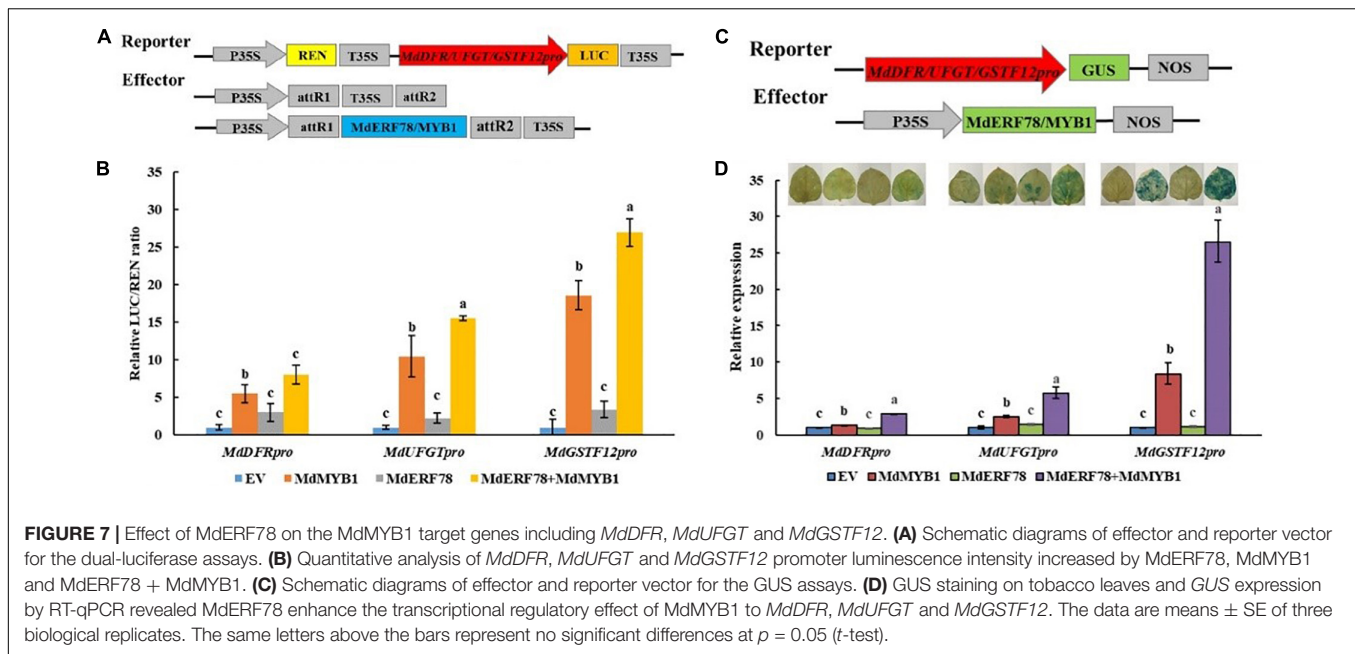 A
Reporter
P35S REN T35S MdDFR/UFGT/GSTF12pro LUC T35S
Effector
P35S attR1 T35S attR2
P35S attR1 MdERF78/MYB1 attR2 T35S
B
Relative LUC/REN ratio
35
30
25
20
15
10
5
0
c b c c
c b c a
c b c a
MdDFRpro MdUFGTpro MdGSTF12pro
EV MdMYB1 MdERF78 MdERF78+MdMYB1
C
Reporter
MdDFR/UFGT/GSTF12pro GUS NOS
Effector
P35S MdERF78/MYB1 NOS
D
Relative expression
35
30
25
20
15
10
5
0
c b c a
c b c a
c b c a
MdDFRpro MdUFGTpro MdGSTF12pro
EV MdMYB1 MdERF78 MdERF78+MdMYB1
FIGURE 7 | Effect of MdERF78 on the MdMYB1 target genes including MdDFR, MdUFGT and MdGSTF12. (A) Schematic diagrams of effector and reporter vector
for the dual-luciferase assays. (B) Quantitative analysis of MdDFR, MdUFGT and MdGSTF12 promoter luminescence intensity increased by MdERF78, MdMYB1
and MdERF78 + MdMYB1. (C) Schematic diagrams of effector and reporter vector for the GUS assays. (D) GUS staining on tobacco leaves and GUS expression
by RT-qPCR revealed MdERF78 enhance the transcriptional regulatory effect of MdMYB1 to MdDFR, MdUFGT and MdGSTF12. The data are means ± SE of three
biological replicates. The same letters above the bars represent no significant differences at p = 0.05 (t-test).